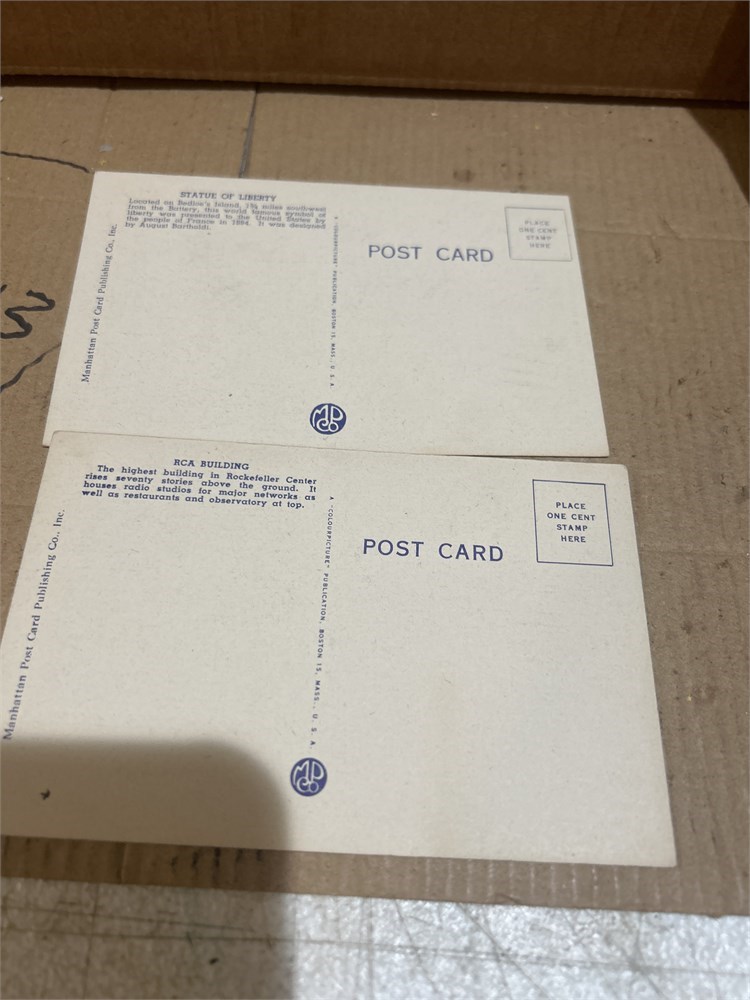 STATUE OF LIBERTY
Located on Bedloe's Island, 1¾ miles southwest
from the Battery, this world famous symbol of
liberty was presented to the United States by
the people of France in 1884. It was designed
by August Bartholdi.
Manhattan Post Card Publishing Co., Inc.
A "COLOURPICTURE" PUBLICATION, BOSTON 15, MASS., U. S. A.
POST CARD
PLACE
ONE CENT
STAMP
HERE
MPCo
RCA BUILDING
The highest building in Rockefeller Center
rises seventy stories above the ground. It
houses radio studios for major networks as
well as restaurants and observatory at top.
Manhattan Post Card Publishing Co., Inc.
A "COLOURPICTURE" PUBLICATION, BOSTON 15, MASS., U. S. A.
POST CARD
PLACE
ONE CENT
STAMP
HERE
MPCo